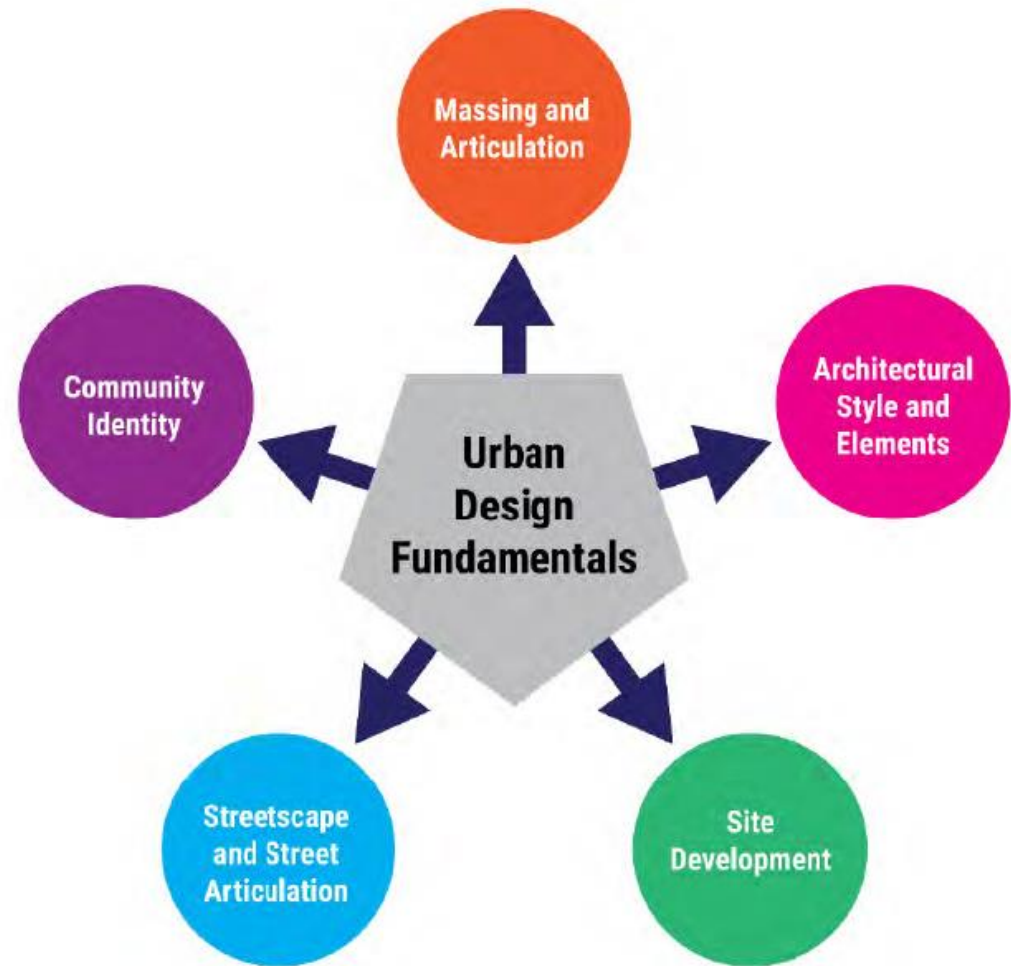 Massing and
Articulation
Community
Identity
Architectural
Style and
Elements
Urban
Design
Fundamentals
Streetscape
and Street
Articulation
Site
Development